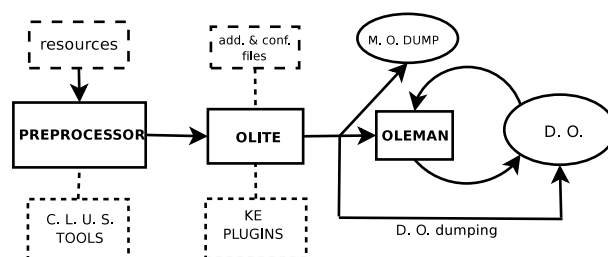 resources
add. & conf.
files
M. O. DUMP
PREPROCESSOR
OLITE
OLEMAN
D. O.
C. L. U. S.
TOOLS
KE
PLUGINS
D. O. dumping